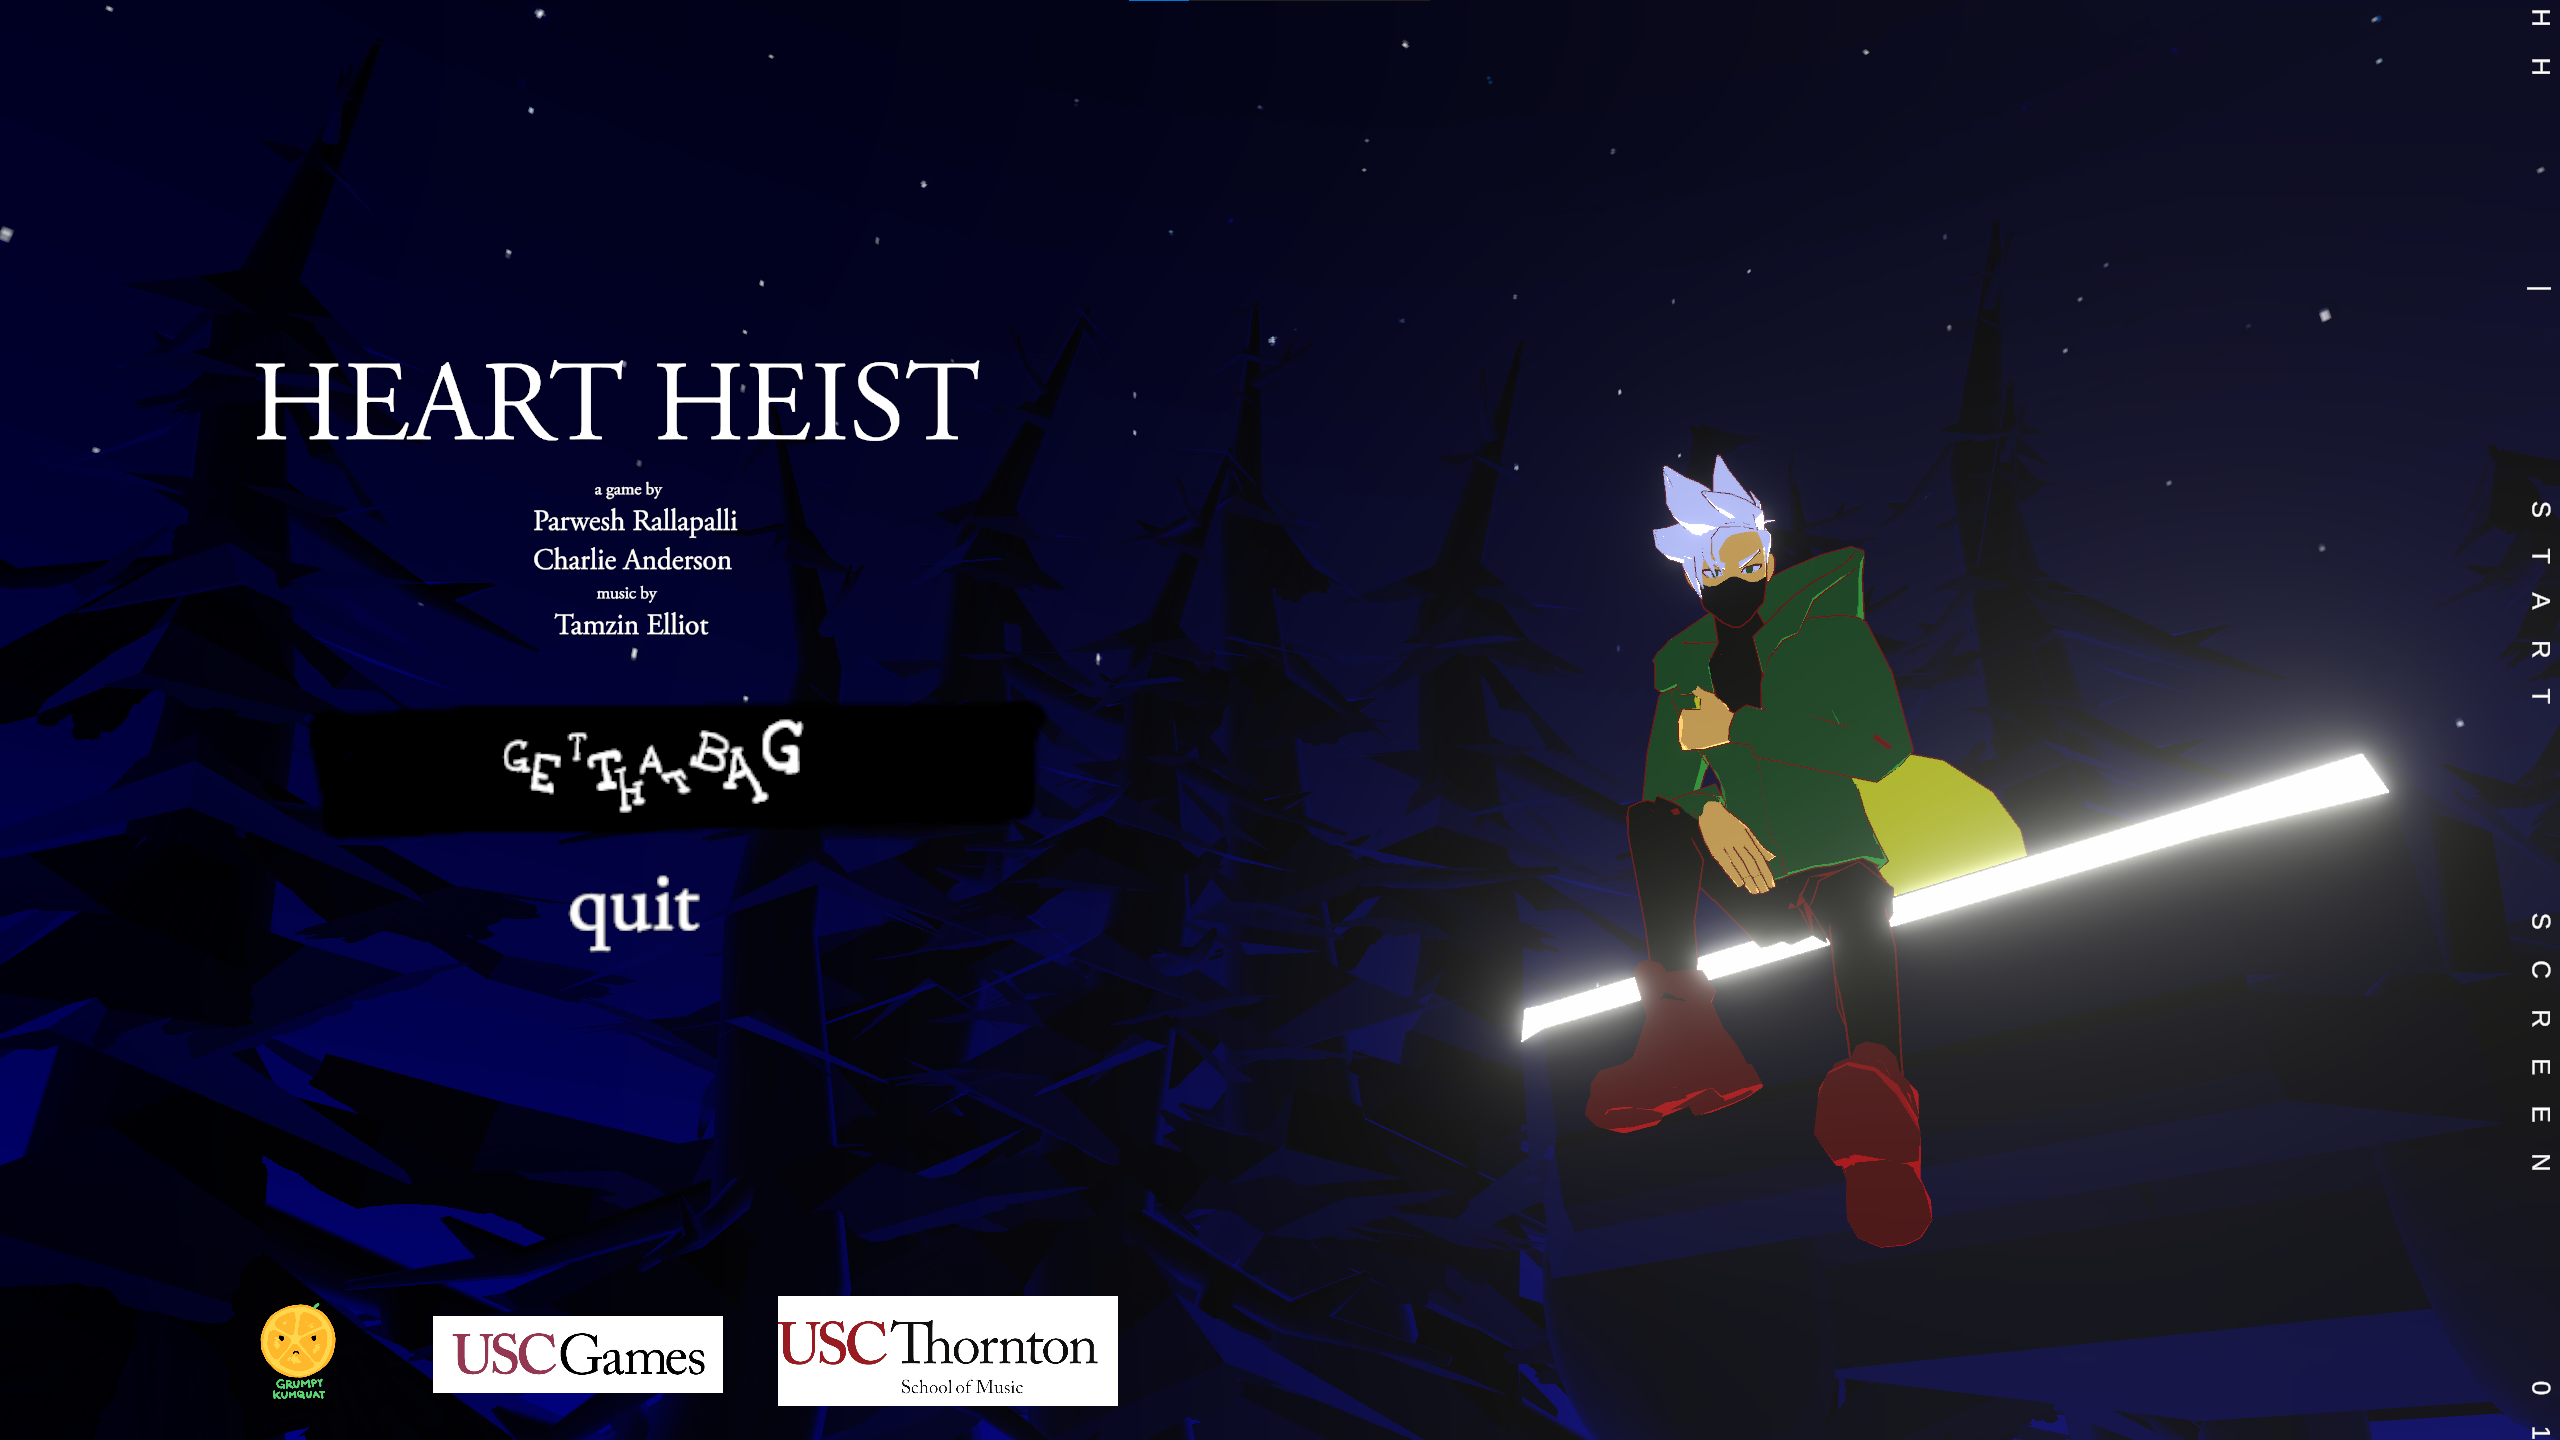 HEART HEIST
a game by
Parwesh Rallapalli
Charlie Anderson
music by
Tamzin Elliot
GET THAT BAG
quit
GRUMPY
KUMQUAT
USC Games
USC Thornton
School of Music
HH | START SCREEN 01